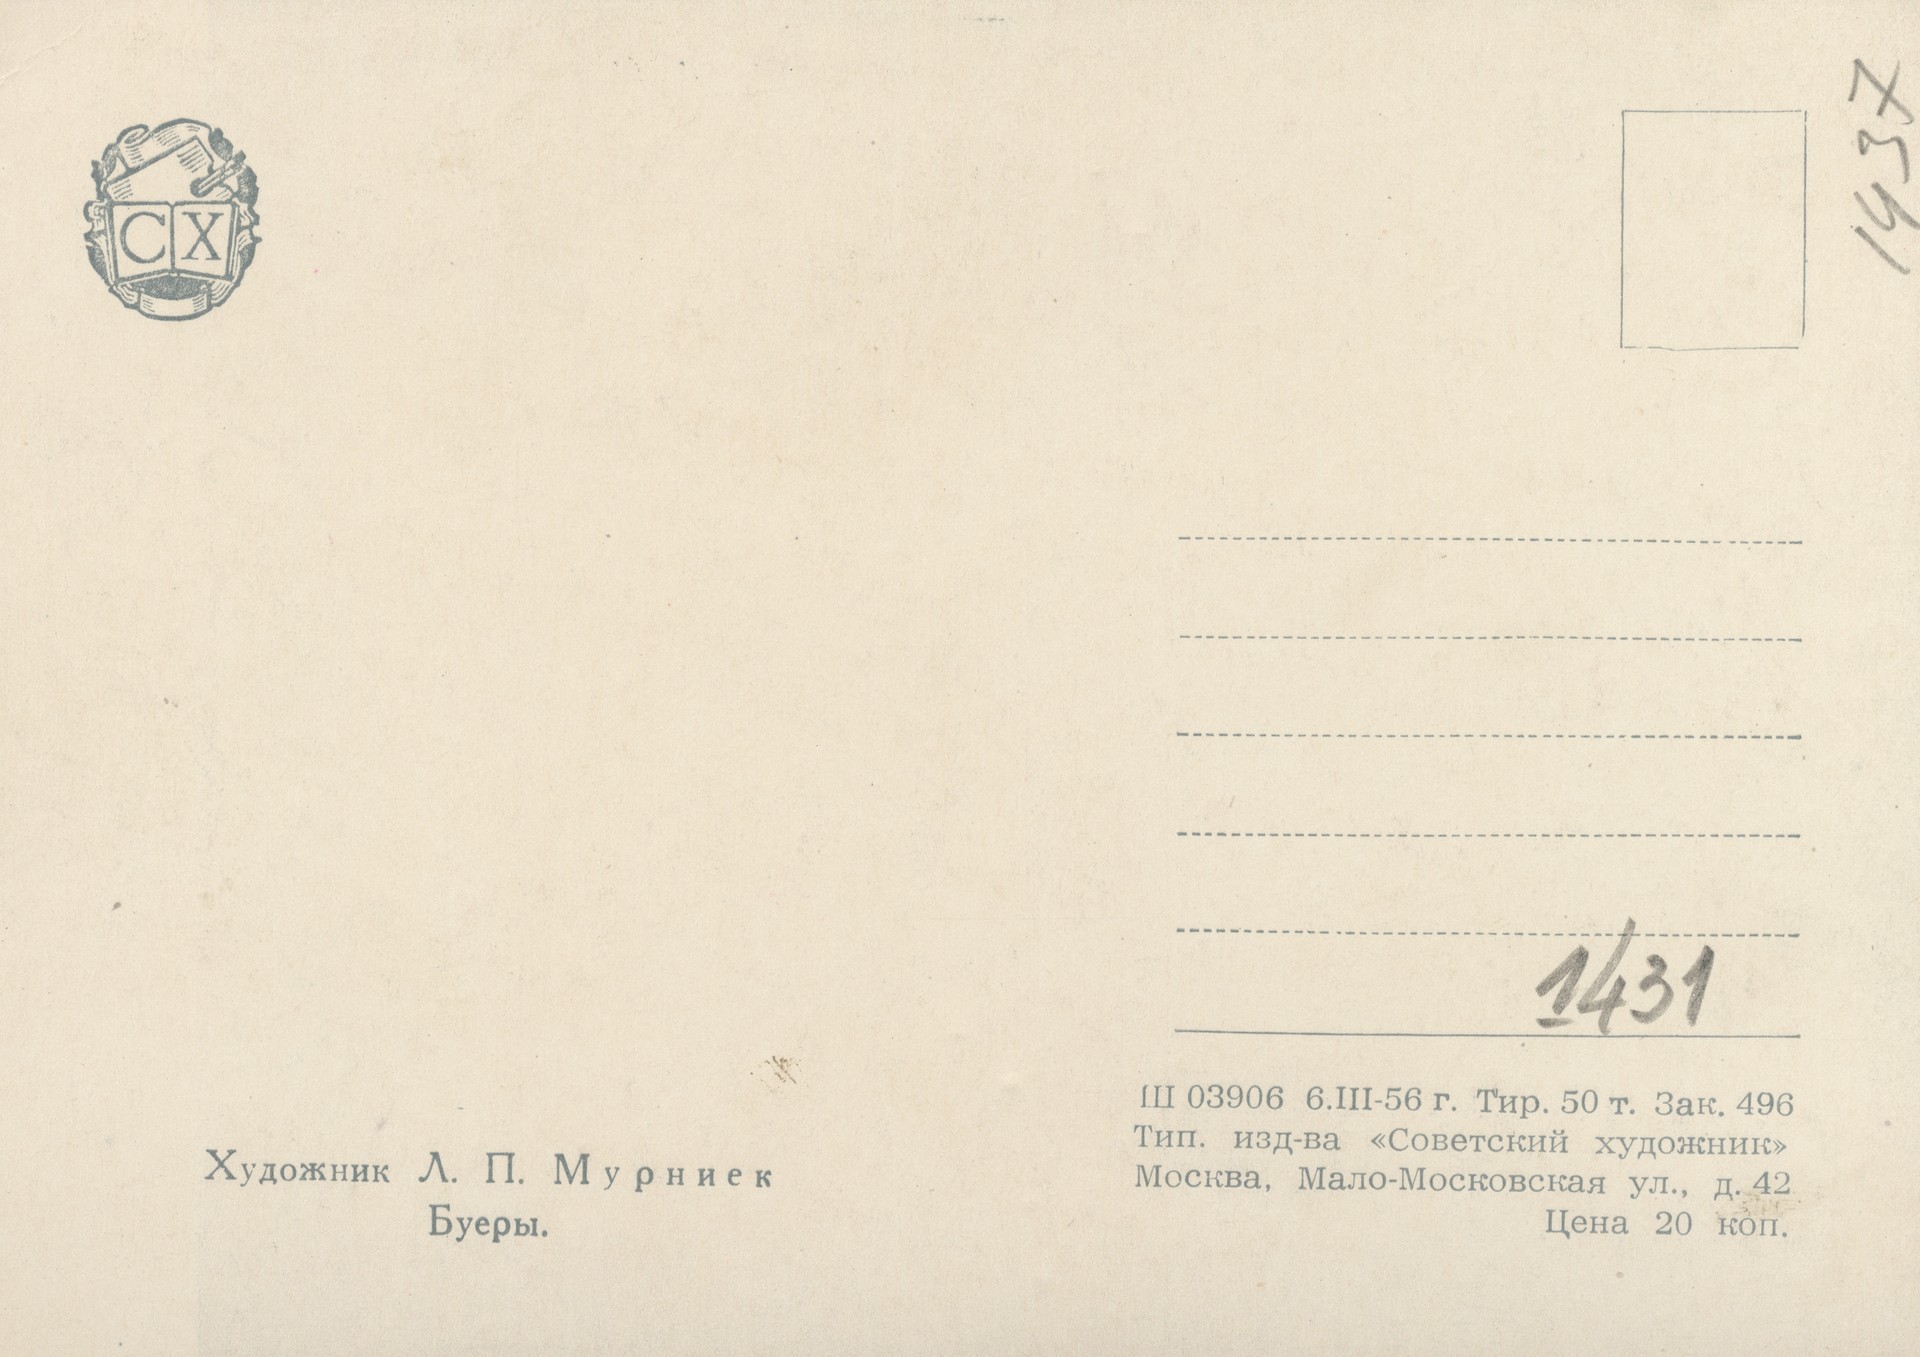 СХ
1437
1431
Ш 03906 6.III-56 г. Тир. 50 т. Зак. 496
Тип. изд-ва «Советский художник»
Москва, Мало-Московская ул., д. 42
Цена 20 коп.
Художник Л. П. Мурниек
Буеры.